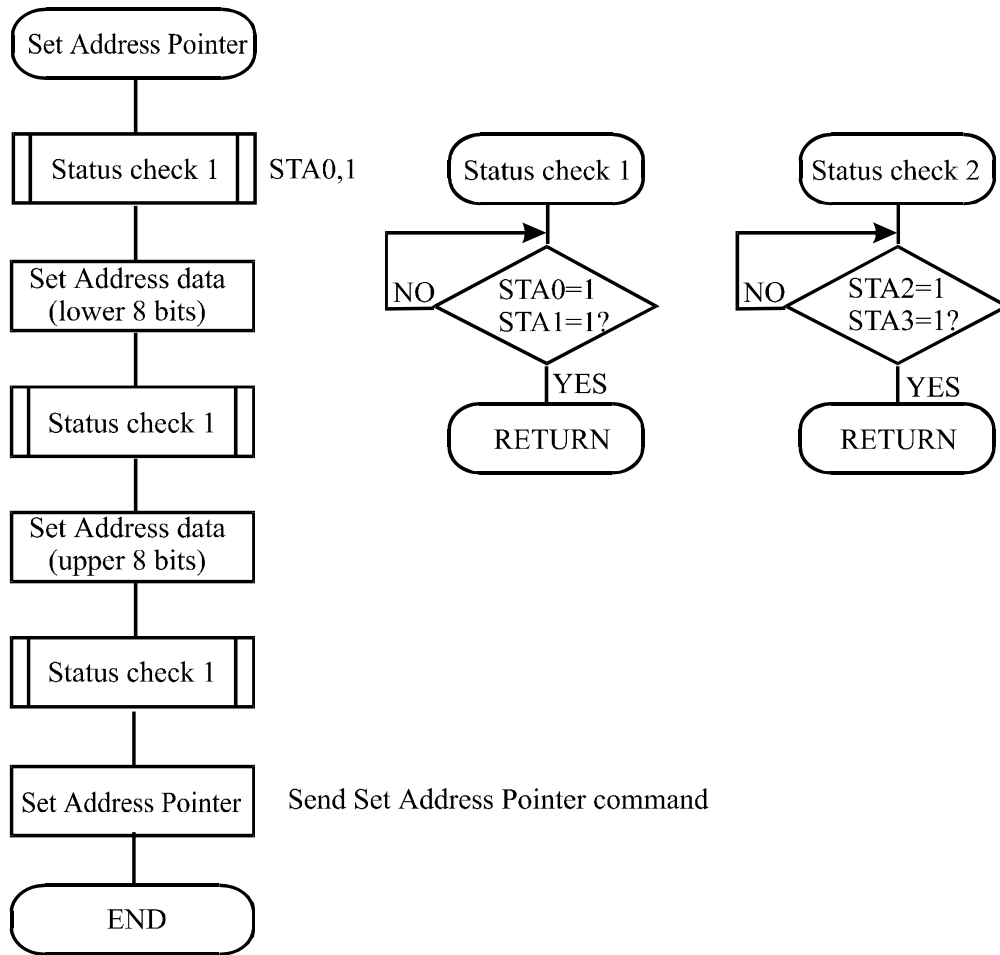 Set Address Pointer
Status check 1
STA0,1
Set Address data
(lower 8 bits)
Status check 1
Set Address data
(upper 8 bits)
Status check 1
Set Address Pointer
Send Set Address Pointer command
END
Status check 1
STA0=1
STA1=1?
NO
YES
RETURN
Status check 2
STA2=1
STA3=1?
NO
YES
RETURN